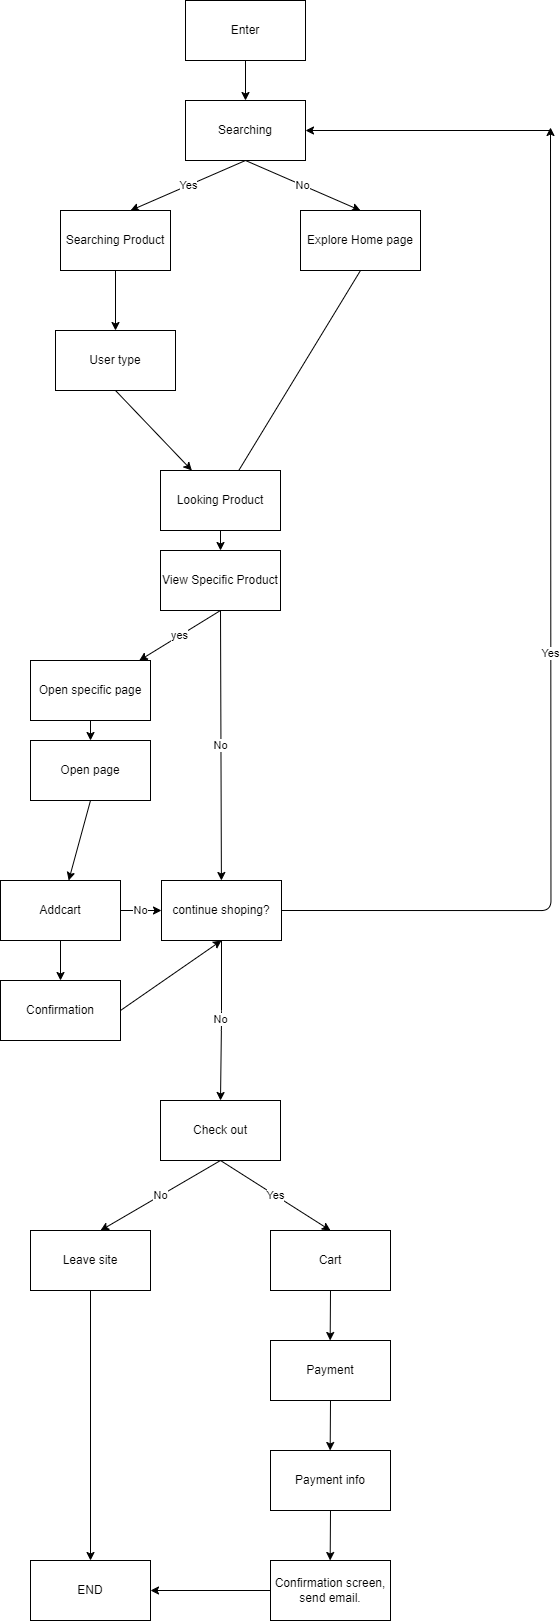 Enter
Searching
Yes
No
Searching Product
Explore Home page
User type
Looking Product
View Specific Product
yes
Yes
Open specific page
No
Open page
Addcart
No
continue shoping?
Confirmation
No
Check out
No
Yes
Leave site
Cart
Payment
Payment info
END
Confirmation screen,
send email.